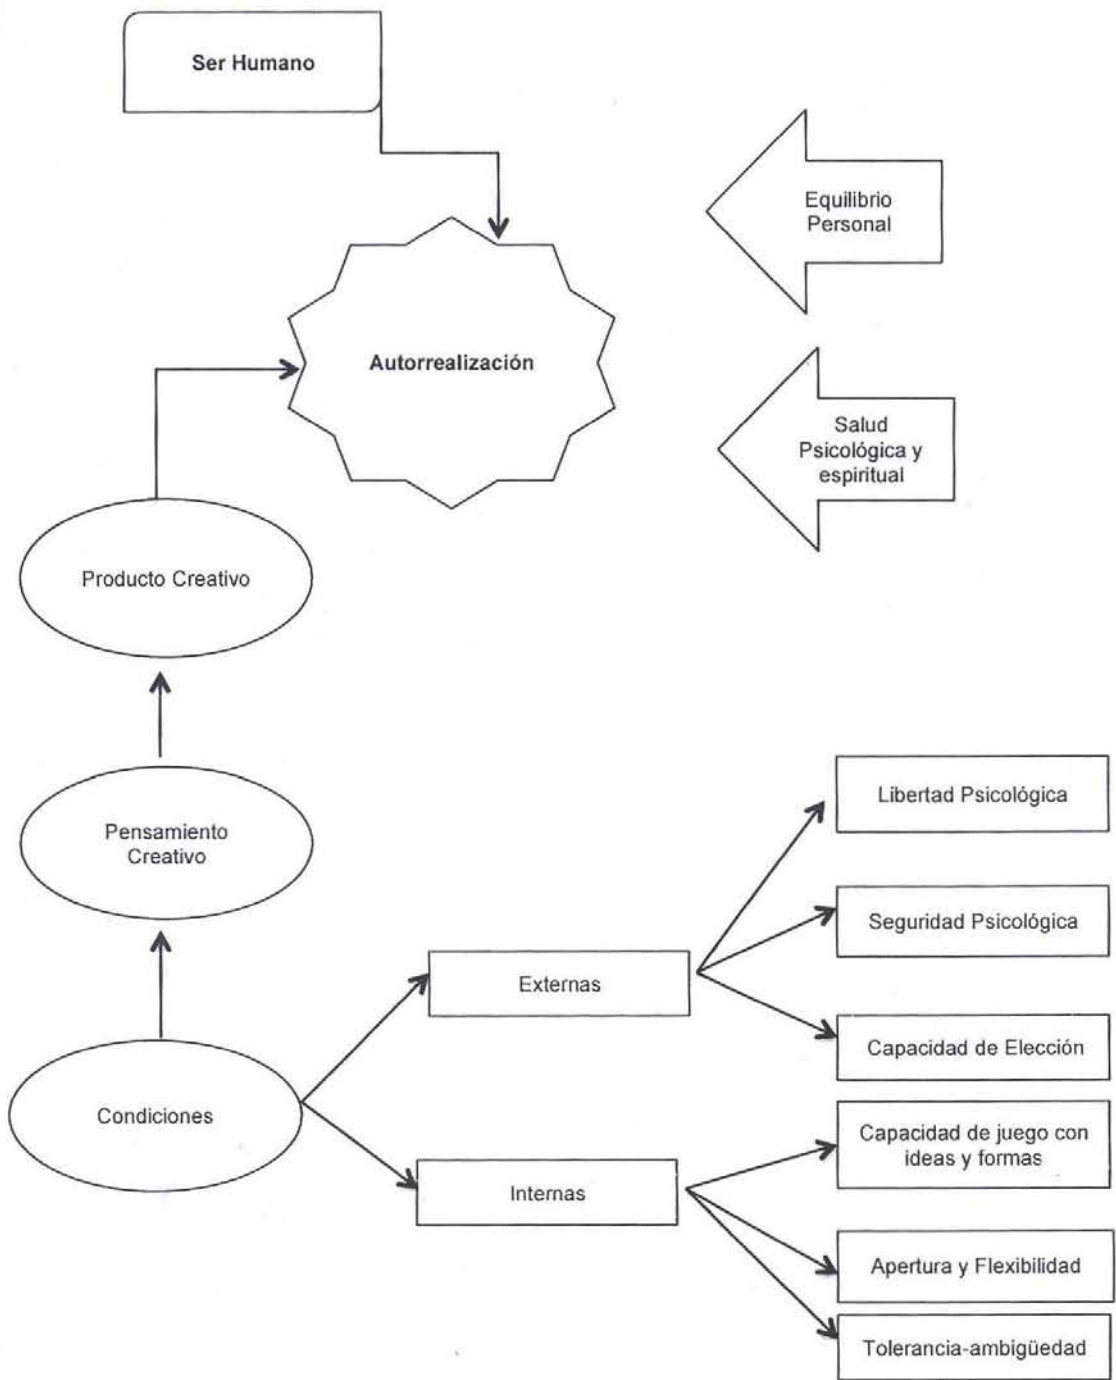 Ser Humano
Equilibrio
Personal
Autorrealización
Salud
Psicológica y
espiritual
Producto Creativo
Pensamiento
Creativo
Condiciones
Externas
Internas
Libertad Psicológica
Seguridad Psicológica
Capacidad de Elección
Capacidad de juego con
ideas y formas
Apertura y Flexibilidad
Tolerancia-ambigüedad